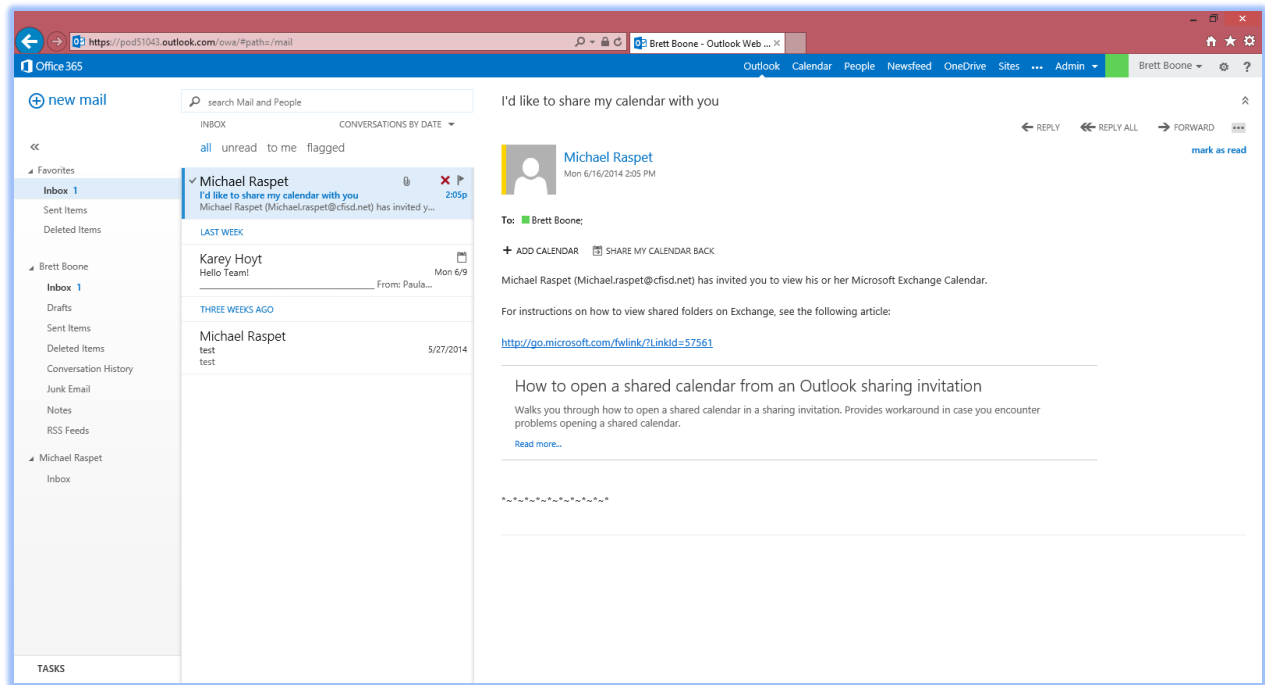 https://pod51043.outlook.com/owa/#path=/mail
Brett Boone - Outlook Web ...
Office 365
Outlook Calendar People Newsfeed OneDrive Sites ... Admin Brett Boone ?
new mail
search Mail and People
INBOX CONVERSATIONS BY DATE
all unread to me flagged
Favorites
Inbox 1
Sent Items
Deleted Items
Brett Boone
Inbox 1
Drafts
Sent Items
Deleted Items
Conversation History
Junk Email
Notes
RSS Feeds
Michael Raspet
Inbox
TASKS
Michael Raspet
I'd like to share my calendar with you 2:05p
Michael Raspet (Michael.raspet@cfisd.net) has invited y...
LAST WEEK
Karey Hoyt
Hello Team! Mon 6/9
________________________________ From: Paula...
THREE WEEKS AGO
Michael Raspet
test 5/27/2014
test
I'd like to share my calendar with you
REPLY REPLY ALL FORWARD ...
mark as read
Michael Raspet
Mon 6/16/2014 2:05 PM
To: Brett Boone;
+ ADD CALENDAR SHARE MY CALENDAR BACK
Michael Raspet (Michael.raspet@cfisd.net) has invited you to view his or her Microsoft Exchange Calendar.
For instructions on how to view shared folders on Exchange, see the following article:
http://go.microsoft.com/fwlink/?LinkId=57561
How to open a shared calendar from an Outlook sharing invitation
Walks you through how to open a shared calendar in a sharing invitation. Provides workaround in case you encounter
problems opening a shared calendar.
Read more...
*~*~*~*~*~*~*~*~*~*